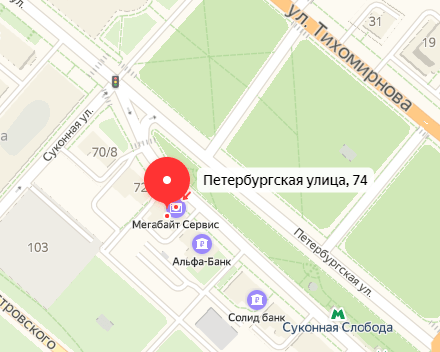 31
19
ул. Тихомирнова
Суконная ул.
70/8
72
Петербургская улица, 74
Мегабайт Сервис
103
Альфа-Банк
Петербургская ул.
Солид банк
м
Суконная Слобода
тровского